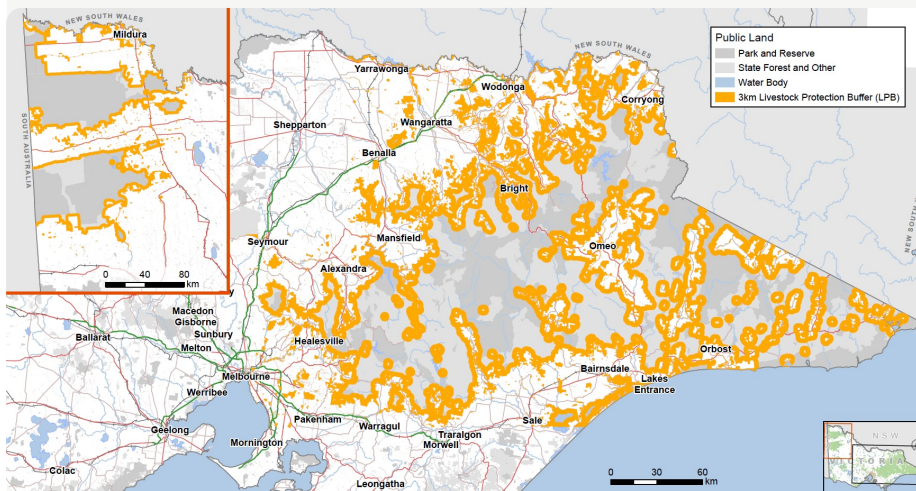 NEW SOUTH WALES
Mildura
SOUTH AUSTRALIA
0 40 80
km
NEW SOUTH WALES
Yarrawonga
Wodonga
Corryong
Shepparton
Wangaratta
Benalla
Bright
Mansfield
Seymour
Omeo
Alexandra
Macedon
Gisborne
Sunbury
Healesville
Ballarat
Melton
Orbost
Melbourne
Bairnsdale
Lakes
Entrance
Werribee
Pakenham
Warragul
Sale
Geelong
Traralgon
Mornington
Morwell
Colac
Leongatha
0 30 60
km
Public Land
Park and Reserve
State Forest and Other
Water Body
3km Livestock Protection Buffer (LPB)
N S W
VICTORIA